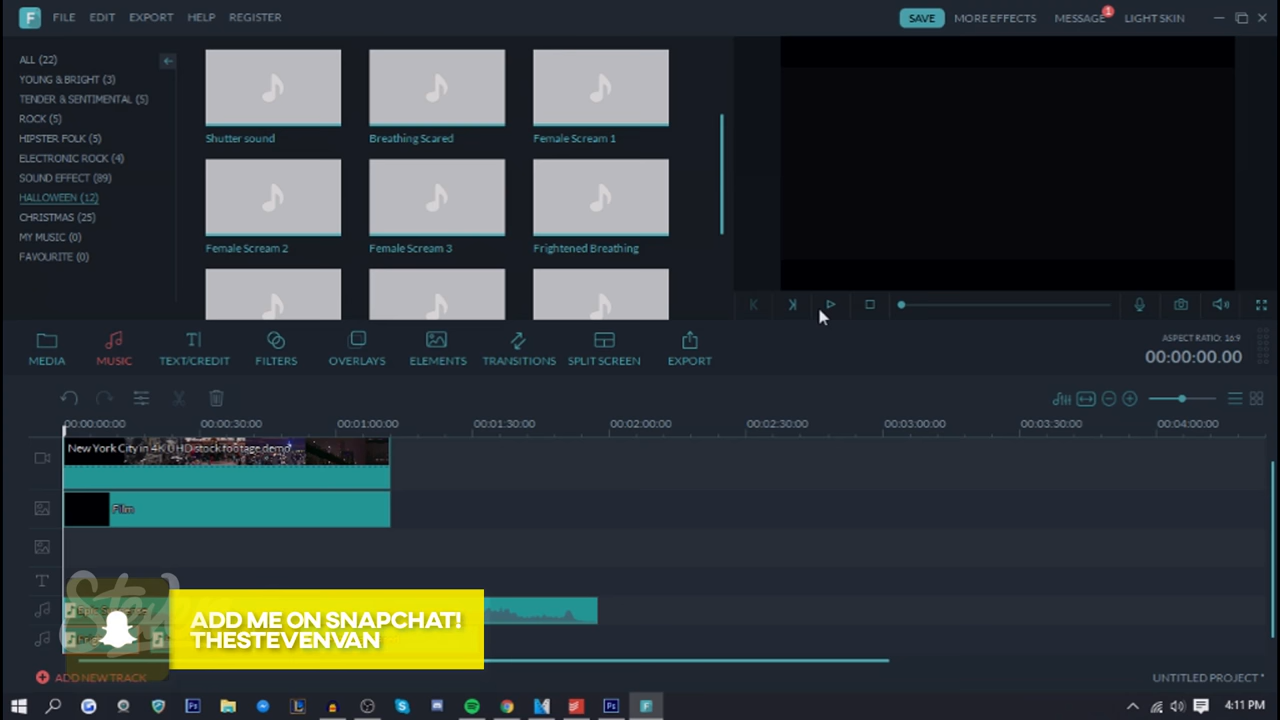 FILE EDIT EXPORT HELP REGISTER
SAVE MORE EFFECTS MESSAGE 1 LIGHT SKIN
ALL (22)
YOUNG & BRIGHT (3)
TENDER & SENTIMENTAL (5)
ROCK (5)
HIPSTER FOLK (5)
ELECTRONIC ROCK (4)
SOUND EFFECT (89)
HALLOWEEN (12)
CHRISTMAS (25)
MY MUSIC (0)
FAVOURITE (0)
Shutter sound Breathing Scared Female Scream 1
Female Scream 2 Female Scream 3 Frightened Breathing
MEDIA MUSIC TEXT/CREDIT FILTERS OVERLAYS ELEMENTS TRANSITIONS SPLIT SCREEN EXPORT
ASPECT RATIO: 16:9
00:00:00.00
00:00:00:00 00:00:30:00 00:01:00:00 00:01:30:00 00:02:00:00 00:02:30:00 00:03:00:00 00:03:30:00 00:04:00:00
New York City in 4K UHD stock footage demo
Film
Steven
ADD ME ON SNAPCHAT!
THESTEVENVAN
ADD NEW TRACK
UNTITLED PROJECT *
4:11 PM